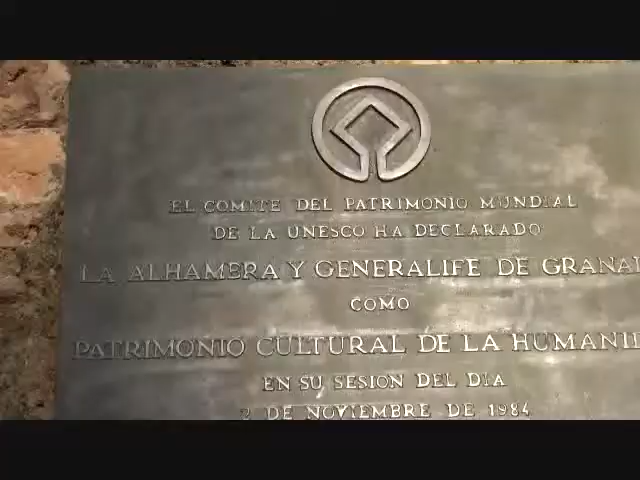 EL COMITE DEL PATRIMONIO MUNDIAL
DE LA UNESCO HA DECLARADO
LA ALHAMBRA Y GENERALIFE DE GRANA
COMO
PATRIMONIO CULTURAL DE LA HUMANID
EN SU SESION DEL DIA
2 DE NOVIEMBRE DE 1984